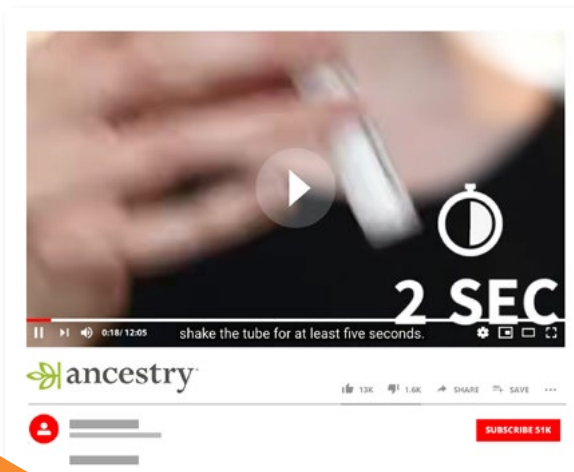 2 SEC
0:18/12:05 shake the tube for at least five seconds.
ancestry
13K 1.6K SHARE SAVE
SUBSCRIBE 51K